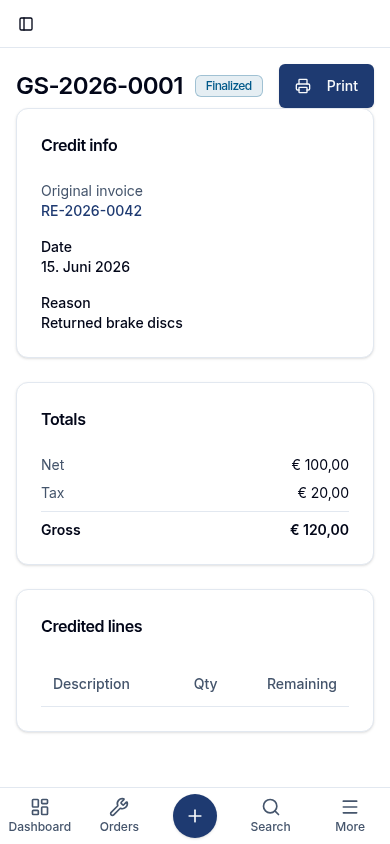 GS-2026-0001 Finalized Print
Credit info
Original invoice
RE-2026-0042
Date
15. Juni 2026
Reason
Returned brake discs
Totals
Net € 100,00
Tax € 20,00
Gross € 120,00
Credited lines
Description Qty Remaining
Dashboard Orders Search More